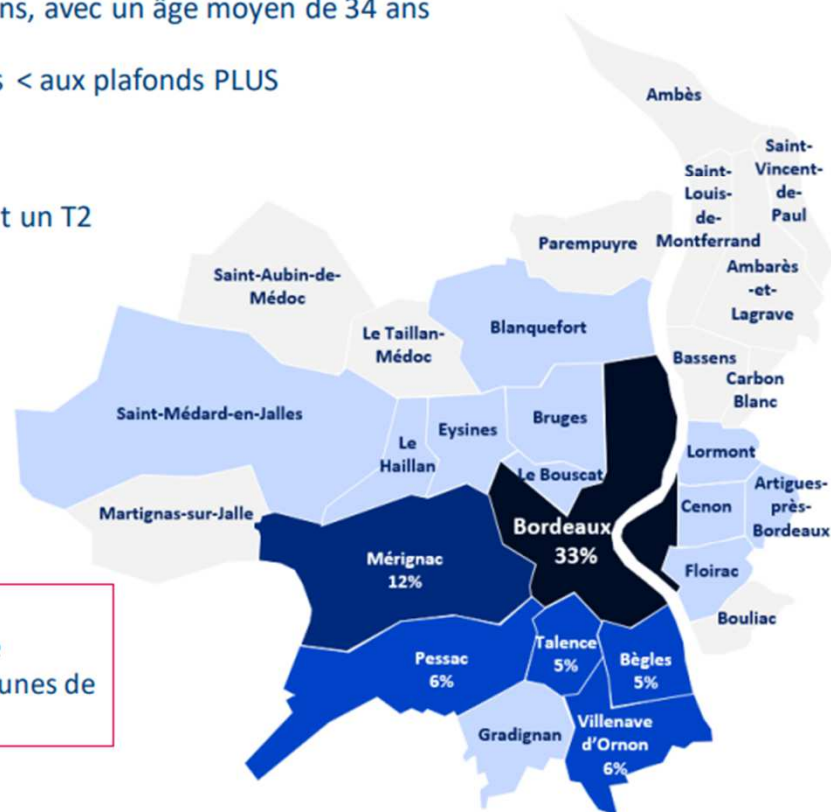 ns, avec un âge moyen de 34 ans
s < aux plafonds PLUS
t un T2
unes de
Ambès
Saint-
Vincent-
de-
Paul
Saint-
Louis-
de-
Montferrand
Parempuyre
Ambarès
-et-
Lagrave
Saint-Aubin-de-
Médoc
Le Taillan-
Médoc
Blanquefort
Bassens
Carbon
Blanc
Saint-Médard-en-Jalles
Le
Haillan
Eysines
Bruges
Le Bouscat
Lormont
Cenon
Artigues-
près-
Bordeaux
Martignas-sur-Jalle
Bordeaux
33%
Mérignac
12%
Floirac
Bouliac
Pessac
6%
Talence
5%
Bègles
5%
Gradignan
Villenave
d'Ornon
6%